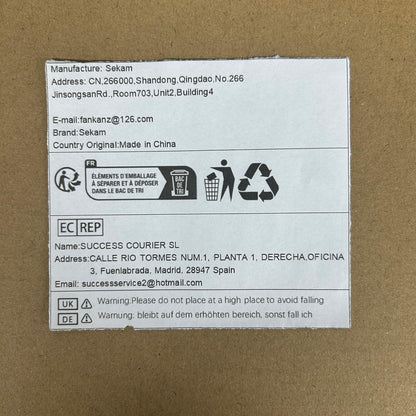 Manufacture: Sekam
Address: CN,266000,Shandong,Qingdao,No.266
JinsongsanRd.,Room703,Unit2,Building4
E-mail:fankanz@126.com
Brand:Sekam
Country Original:Made in China
FR
ÉLÉMENTS D'EMBALLAGE
À SÉPARER ET À DÉPOSER
DANS LE BAC DE TRI
BAC
DE
TRI
EC REP
Name:SUCCESS COURIER SL
Address:CALLE RIO TORMES NUM.1, PLANTA 1, DERECHA,OFICINA
3, Fuenlabrada, Madrid, 28947 Spain
Email: successservice2@hotmail.com
UK Warning:Please do not place at a high place to avoid falling
DE Warnung: bleibt auf dem erhöhten bereich, sonst fall ich